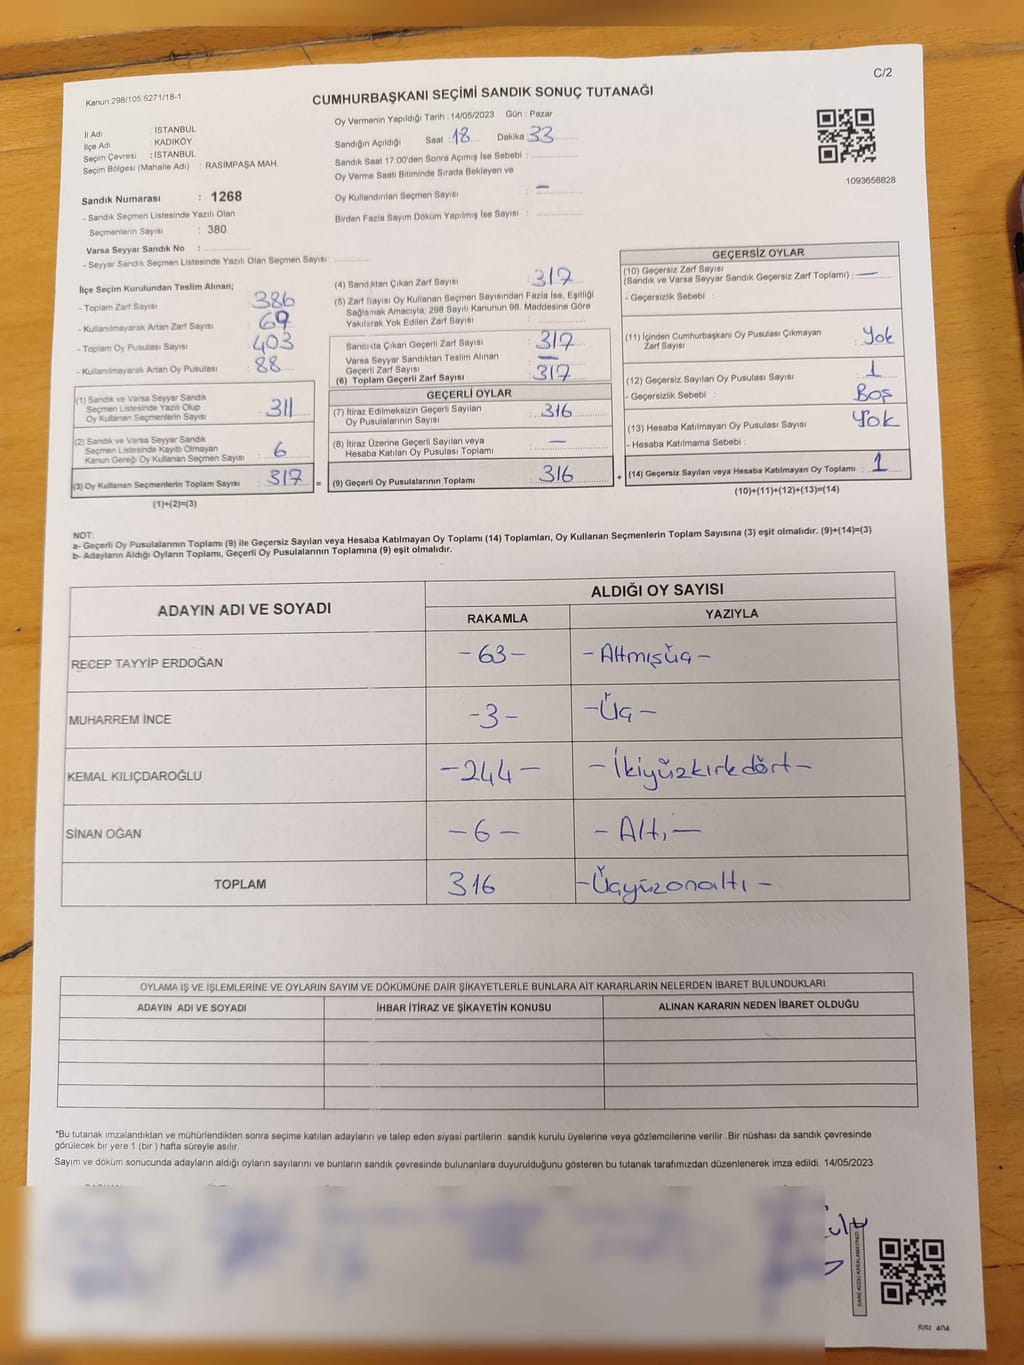 C/2
Kanun 298/105 6271/18-1
CUMHURBAŞKANI SEÇİMİ SANDIK SONUÇ TUTANAĞI
İl Adı : İSTANBUL
İlçe Adı : KADIKÖY
Seçim Çevresi : İSTANBUL
Seçim Bölgesi (Mahalle Adı) : RASİMPAŞA MAH.
Sandık Numarası : 1268
- Sandık Seçmen Listesinde Yazılı Olan
Seçmenlerin Sayısı : 380
Varsa Seyyar Sandık No :
- Seyyar Sandık Seçmen Listesinde Yazılı Olan Seçmen Sayısı:
Oy Vermenin Yapıldığı Tarih : 14/05/2023 Gün : Pazar
Sandığın Açıldığı Saat 18 Dakika 33
Sandık Saat 17:00'den Sonra Açılmış İse Sebebi :
Oy Verme Saati Bitiminde Sırada Bekleyen ve
Oy Kullandırılan Seçmen Sayısı : —
Birden Fazla Sayım Döküm Yapılmış İse Sayısı :
1093658828
İlçe Seçim Kurulundan Teslim Alınan;
- Toplam Zarf Sayısı : 386
- Kullanılmayarak Artan Zarf Sayısı : 69
- Toplam Oy Pusulası Sayısı : 403
- Kullanılmayarak Artan Oy Pusulası : 88
(1) Sandık ve Varsa Seyyar Sandık
Seçmen Listesinde Yazılı Olup
Oy Kullanan Seçmenlerin Sayısı : 311
(2) Sandık ve Varsa Seyyar Sandık
Seçmen Listesinde Kayıtlı Olmayan
Kanun Gereği Oy Kullanan Seçmen Sayısı : 6
(3) Oy Kullanan Seçmenlerin Toplam Sayısı : 317 =
(1)+(2)=(3)
(4) Sandıktan Çıkan Zarf Sayısı : 317
(5) Zarf Sayısı Oy Kullanan Seçmen Sayısından Fazla İse, Eşitliği
Sağlamak Amacıyla; 298 Sayılı Kanunun 98. Maddesine Göre
Yakılarak Yok Edilen Zarf Sayısı :
Sandıkta Çıkan Geçerli Zarf Sayısı : 317
Varsa Seyyar Sandıktan Teslim Alınan
Geçerli Zarf Sayısı : —
(6) Toplam Geçerli Zarf Sayısı : 317
GEÇERLİ OYLAR
(7) İtiraz Edilmeksizin Geçerli Sayılan
Oy Pusulalarının Sayısı : 316
(8) İtiraz Üzerine Geçerli Sayılan veya
Hesaba Katılan Oy Pusulası Toplamı : —
(9) Geçerli Oy Pusulalarının Toplamı : 316 +
GEÇERSİZ OYLAR
(10) Geçersiz Zarf Sayısı
(Sandık ve Varsa Seyyar Sandık Geçersiz Zarf Toplamı) : —
- Geçersizlik Sebebi :
(11) İçinden Cumhurbaşkanı Oy Pusulası Çıkmayan
Zarf Sayısı : Yok
(12) Geçersiz Sayılan Oy Pusulası Sayısı : 1
- Geçersizlik Sebebi : Boş
(13) Hesaba Katılmayan Oy Pusulası Sayısı : Yok
- Hesaba Katılmama Sebebi :
(14) Geçersiz Sayılan veya Hesaba Katılmayan Oy Toplamı : 1
(10)+(11)+(12)+(13)=(14)
NOT:
a- Geçerli Oy Pusulalarının Toplamı (9) ile Geçersiz Sayılan veya Hesaba Katılmayan Oy Toplamı (14) Toplamları, Oy Kullanan Seçmenlerin Toplam Sayısına (3) eşit olmalıdır. (9)+(14)=(3)
b- Adayların Aldığı Oyların Toplamı, Geçerli Oy Pusulalarının Toplamına (9) eşit olmalıdır.
ADAYIN ADI VE SOYADI ALDIĞI OY SAYISI
RAKAMLA YAZIYLA
RECEP TAYYİP ERDOĞAN -63- -Altmışüç-
MUHARREM İNCE -3- -Üç-
KEMAL KILIÇDAROĞLU -244- -İkiyüzkırkdört-
SİNAN OĞAN -6- -Altı-
TOPLAM 316 -Üçyüzonaltı-
OYLAMA İŞ VE İŞLEMLERİNE VE OYLARIN SAYIM VE DÖKÜMÜNE DAİR ŞİKAYETLERLE BUNLARA AİT KARARLARIN NELERDEN İBARET BULUNDUKLARI
ADAYIN ADI VE SOYADI İHBAR İTİRAZ VE ŞİKAYETİN KONUSU ALINAN KARARIN NEDEN İBARET OLDUĞU
*Bu tutanak imzalandıktan ve mühürlendikten sonra seçime katılan adayların ve talep eden siyasi partilerin sandık kurulu üyelerine veya gözlemcilerine verilir .Bir nüshası da sandık çevresinde
görülecek bir yere 1 (bir ) hafta süreyle asılır.
Sayım ve döküm sonucunda adayların aldığı oyların sayılarını ve bunların sandık çevresinde bulunanlara duyurulduğunu gösteren bu tutanak tarafımızdan düzenlenerek imza edildi. 14/05/2023
KARE KODU KARALAMAYINIZ!